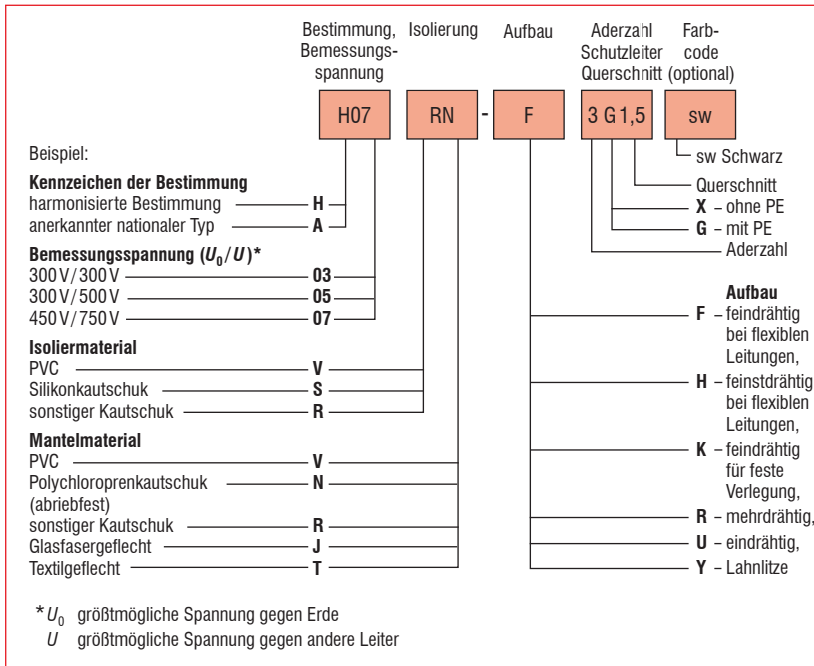 Bestimmung, Isolierung Aufbau Aderzahl Farb-
Bemessungs- Schutzleiter code
spannung Querschnitt (optional)
H07 RN - F 3 G 1,5 sw
Beispiel:
sw Schwarz
Kennzeichen der Bestimmung
harmonisierte Bestimmung H
anerkannter nationaler Typ A
Querschnitt
X – ohne PE
G – mit PE
Aderzahl
Bemessungsspannung (U0/U)*
300 V/300 V 03
300 V/500 V 05
450 V/750 V 07
Isoliermaterial
PVC V
Silikonkautschuk S
sonstiger Kautschuk R
Mantelmaterial
PVC V
Polychloroprenkautschuk N
(abriebfest)
sonstiger Kautschuk R
Glasfasergeflecht J
Textilgeflecht T
Aufbau
F – feindrähtig
bei flexiblen
Leitungen,
H – feinstdrähtig
bei flexiblen
Leitungen,
K – feindrähtig
für feste
Verlegung,
R – mehrdrähtig,
U – eindrähtig,
Y – Lahnlitze
* U0 größtmögliche Spannung gegen Erde
U größtmögliche Spannung gegen andere Leiter